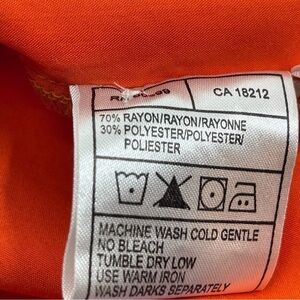 RN
CA 18212
70% RAYON/RAYON/RAYONNE
30% POLYESTER/POLYESTER/
POLIESTER
MACHINE WASH COLD GENTLE
NO BLEACH
TUMBLE DRY LOW
USE WARM IRON
WASH DARKS SEPARATELY